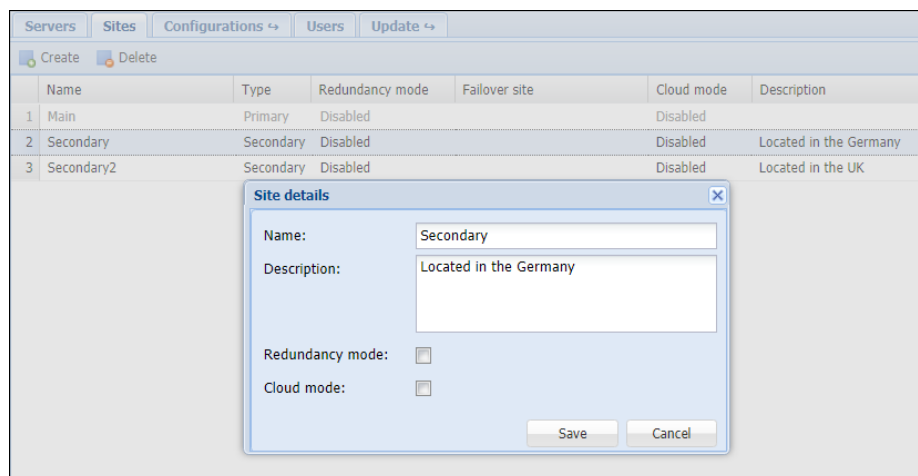 Servers Sites Configurations ↪ Users Update ↪
Create Delete
Name Type Redundancy mode Failover site Cloud mode Description
1 Main Primary Disabled Disabled
2 Secondary Secondary Disabled Disabled Located in the Germany
3 Secondary2 Secondary Disabled Disabled Located in the UK
Site details
Name: Secondary
Description: Located in the Germany
Redundancy mode:
Cloud mode:
Save Cancel